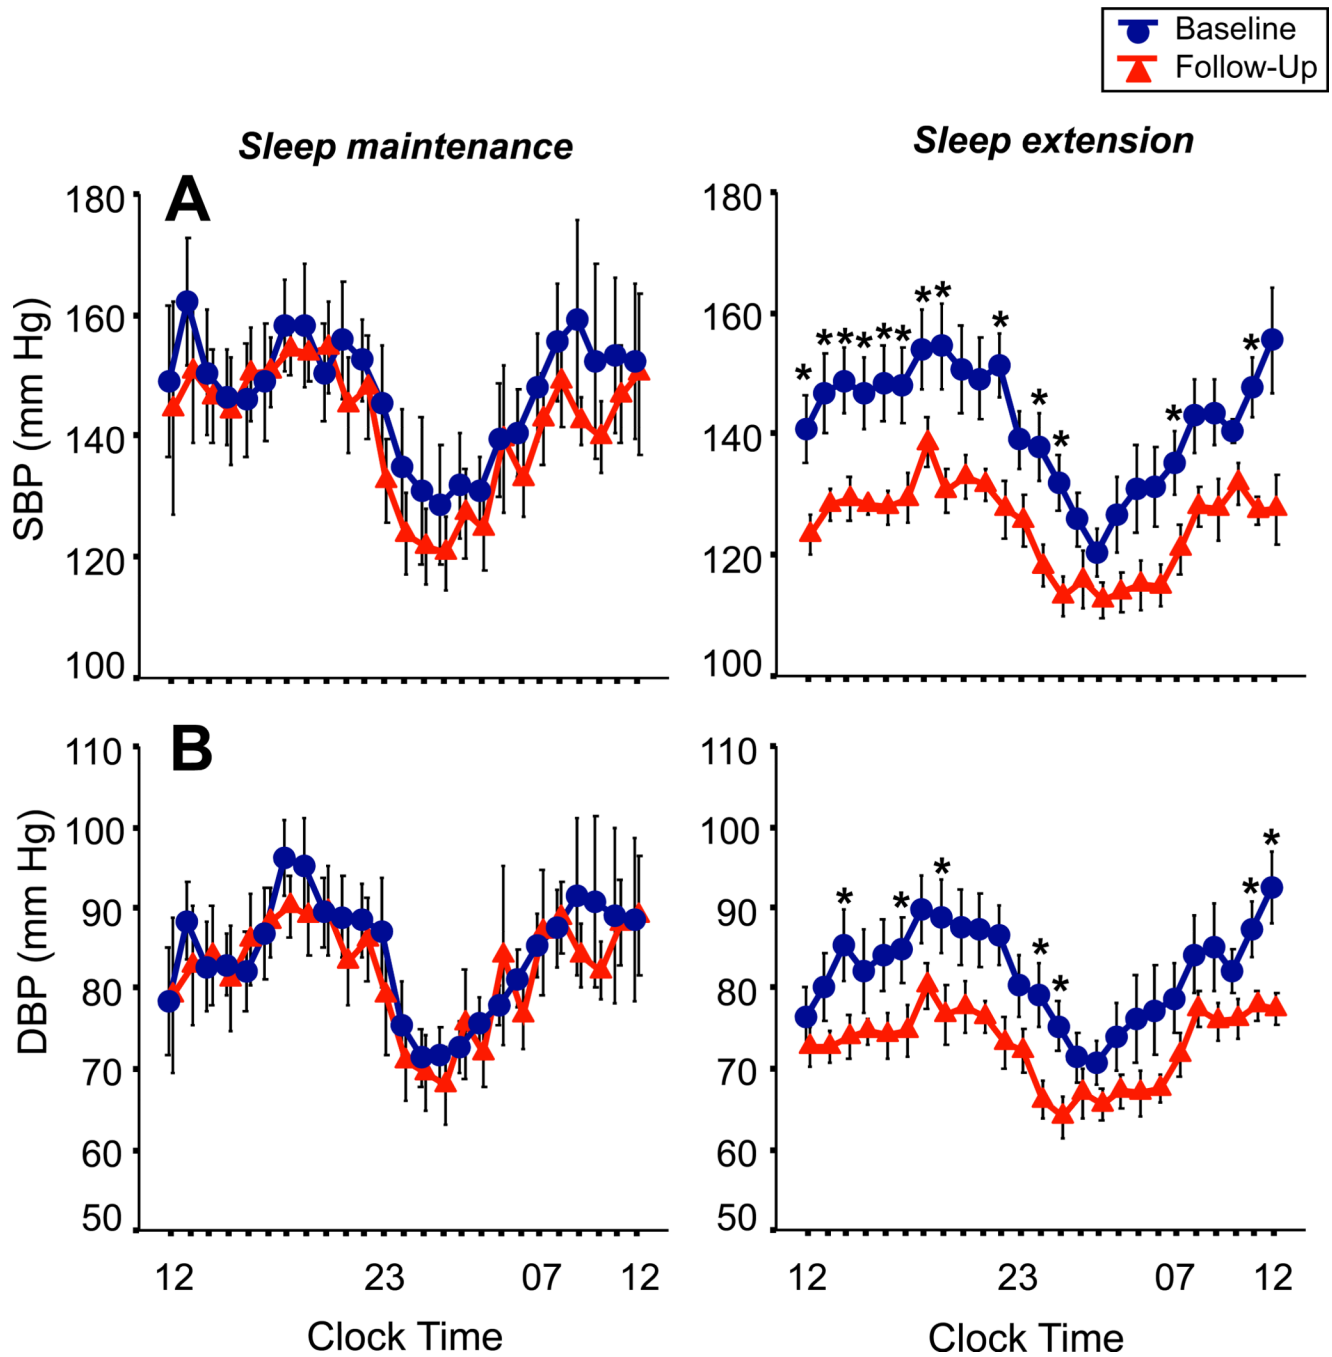 Baseline
Follow-Up
Sleep maintenance
Sleep extension
A
SBP (mm Hg)
180
160
140
120
100
180
160
140
120
100
* * * * * * * * * * * * *
B
DBP (mm Hg)
110
100
90
80
70
60
50
110
100
90
80
70
60
50
* * * * * * *
12 23 07 12
12 23 07 12
Clock Time
Clock Time